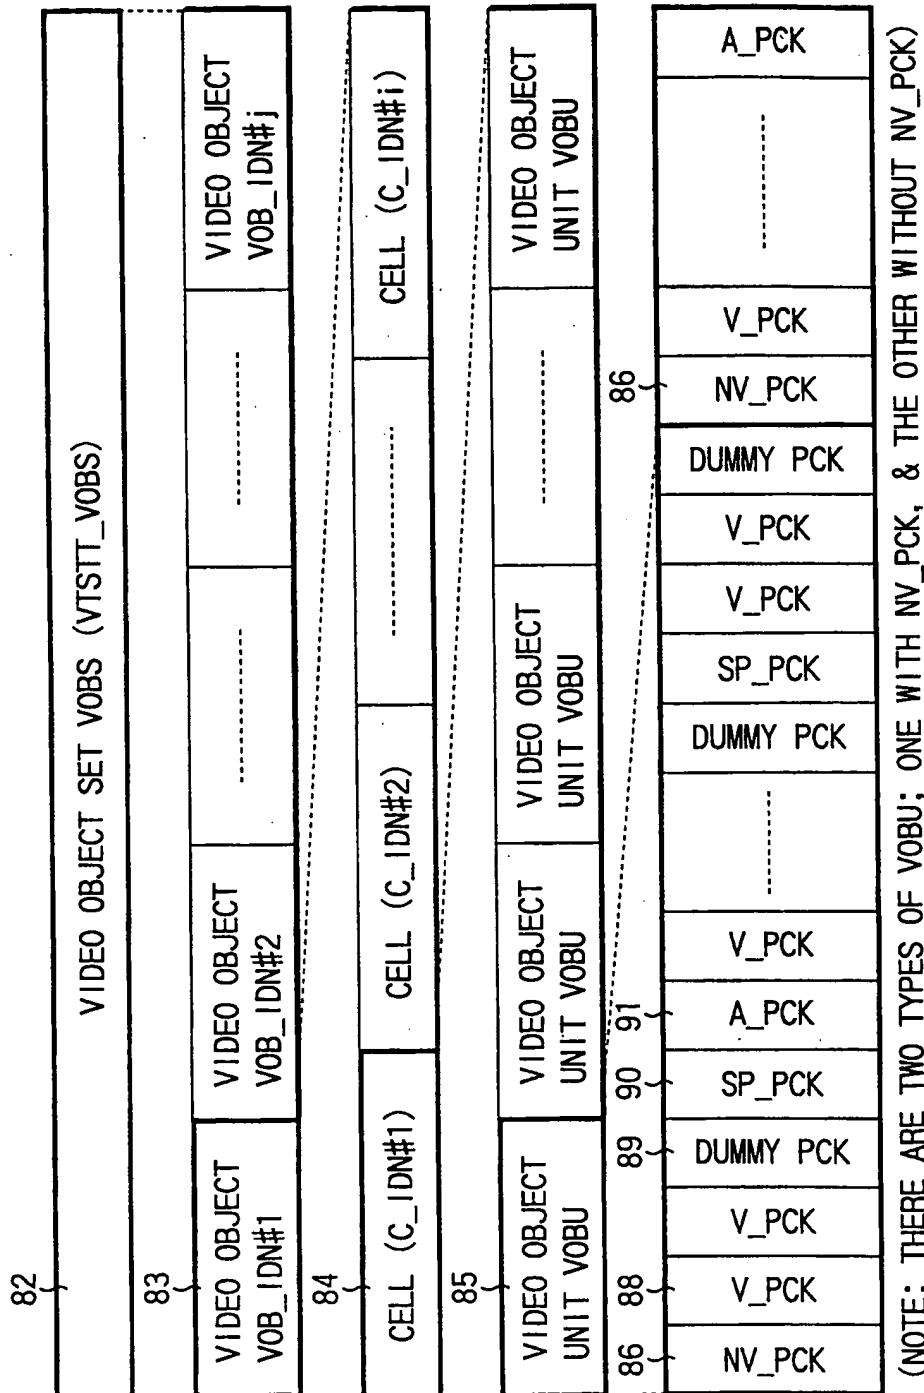 82
VIDEO OBJECT SET VOBS (VTSTT_VOBS)
83
VIDEO OBJECT
VOB_IDN#1
VIDEO OBJECT
VOB_IDN#2
VIDEO OBJECT
VOB_IDN#j
84
CELL (C_IDN#1)
CELL (C_IDN#2)
CELL (C_IDN#i)
85
VIDEO OBJECT
UNIT VOBU
VIDEO OBJECT
UNIT VOBU
VIDEO OBJECT
UNIT VOBU
VIDEO OBJECT
UNIT VOBU
86
88
89
90
91
86
NV_PCK
V_PCK
V_PCK
DUMMY PCK
SP_PCK
A_PCK
V_PCK
DUMMY PCK
SP_PCK
V_PCK
V_PCK
DUMMY PCK
NV_PCK
V_PCK
A_PCK
(NOTE: THERE ARE TWO TYPES OF VOBU; ONE WITH NV_PCK, & THE OTHER WITHOUT NV_PCK)